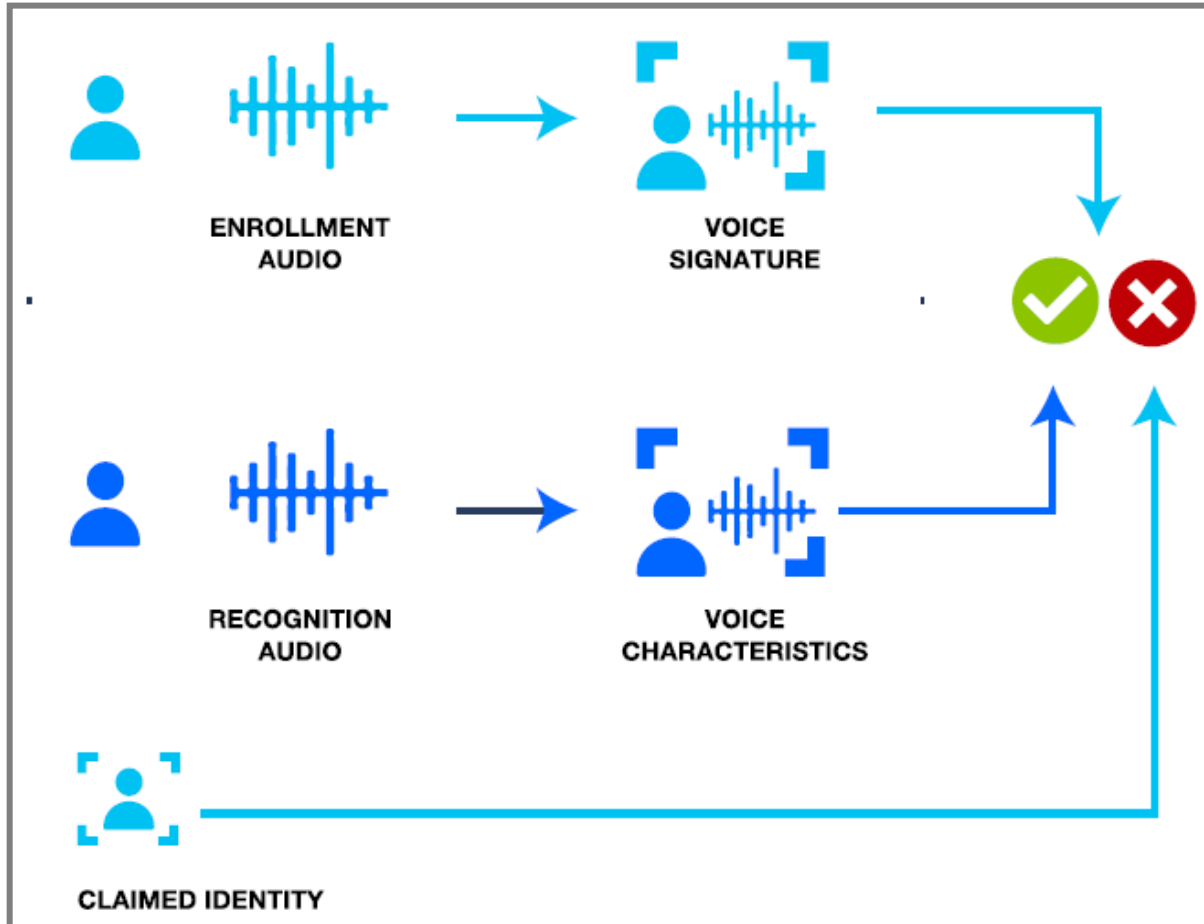 ENROLLMENT
AUDIO
VOICE
SIGNATURE
RECOGNITION
AUDIO
VOICE
CHARACTERISTICS
CLAIMED IDENTITY